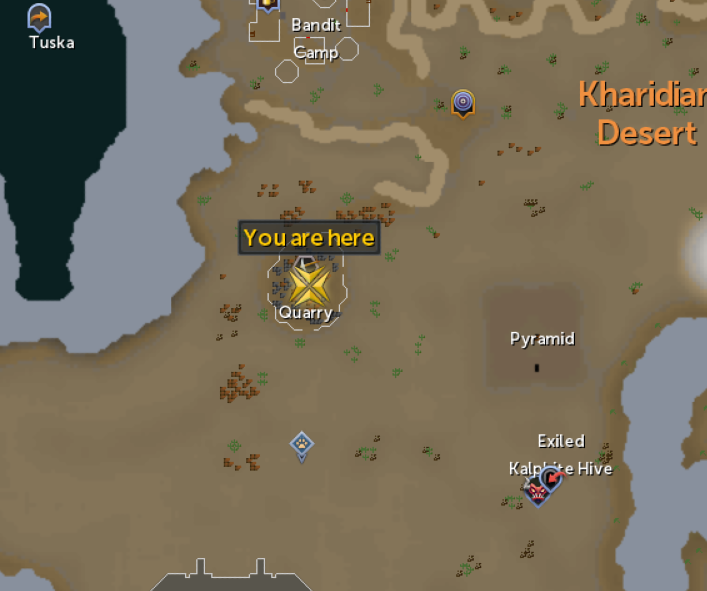 Tuska
Bandit
Camp
Kharidian
Desert
You are here
Quarry
Pyramid
Exiled
Kalphite Hive